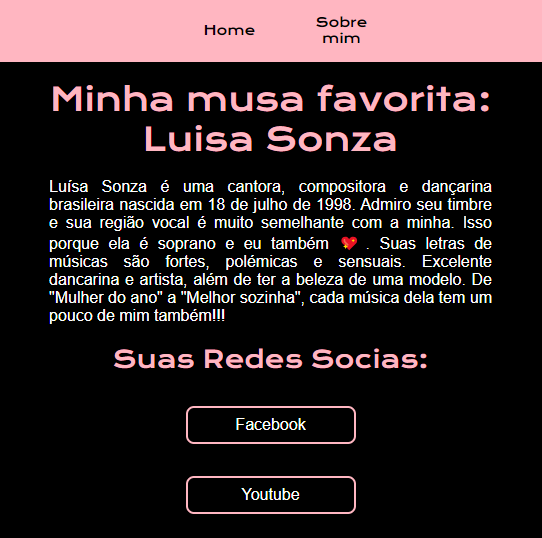 Home
Sobre
mim
Minha musa favorita:
Luisa Sonza
Luísa Sonza é uma cantora, compositora e dançarina
brasileira nascida em 18 de julho de 1998. Admiro seu timbre
e sua região vocal é muito semelhante com a minha. Isso
porque ela é soprano e eu também 💖 . Suas letras de
músicas são fortes, polémicas e sensuais. Excelente
dancarina e artista, além de ter a beleza de uma modelo. De
"Mulher do ano" a "Melhor sozinha", cada música dela tem um
pouco de mim também!!!
Suas Redes Socias:
Facebook
Youtube